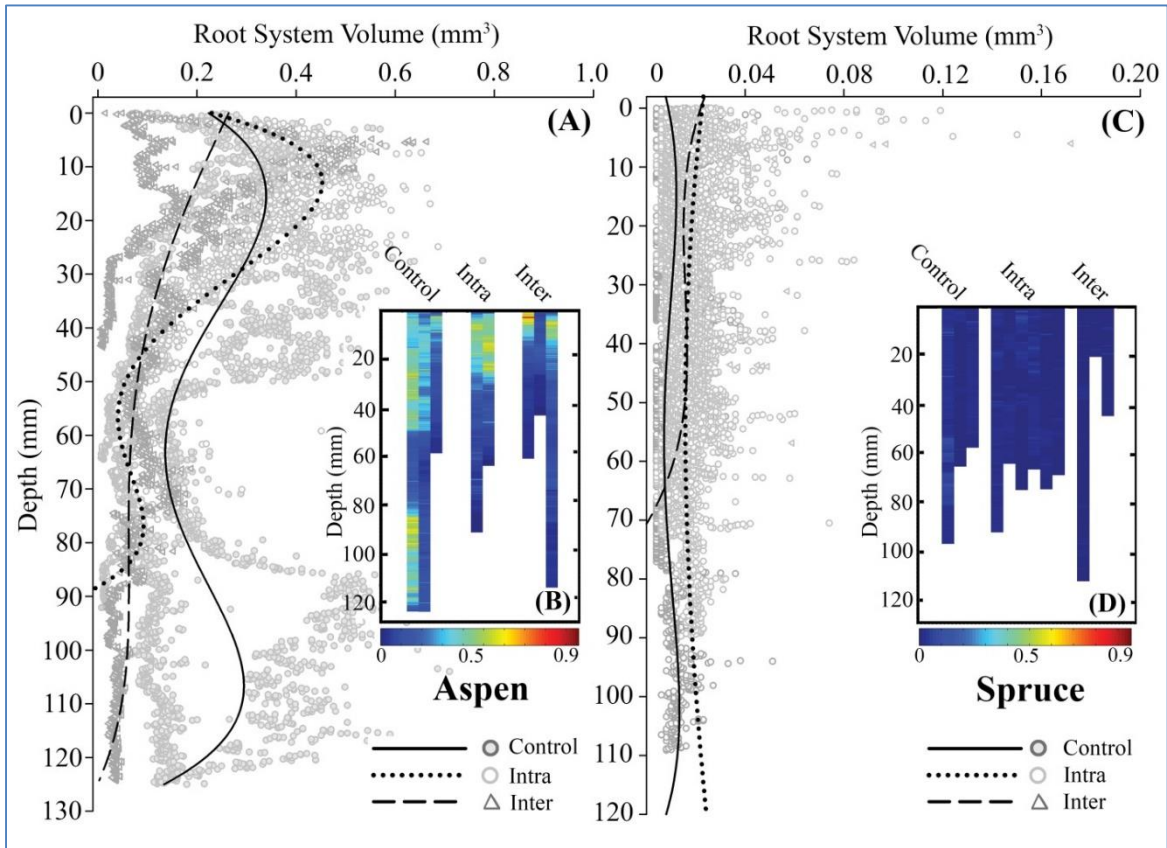 Root System Volume (mm³)
0 0.2 0.4 0.6 0.8 1.0
(A)
0
10
20
30
40
50
60
70
80
90
100
110
120
130
Depth (mm)
Control Intra Inter
20
40
60
80
100
120
Depth (mm)
(B)
0 0.5 0.9
Aspen
Control
Intra
Inter
Root System Volume (mm³)
0 0.04 0.08 0.12 0.16 0.20
(C)
0
10
20
30
40
50
60
70
80
90
100
110
120
Control Intra Inter
20
40
60
80
100
120
Depth (mm)
(D)
0 0.5 0.9
Spruce
Control
Intra
Inter